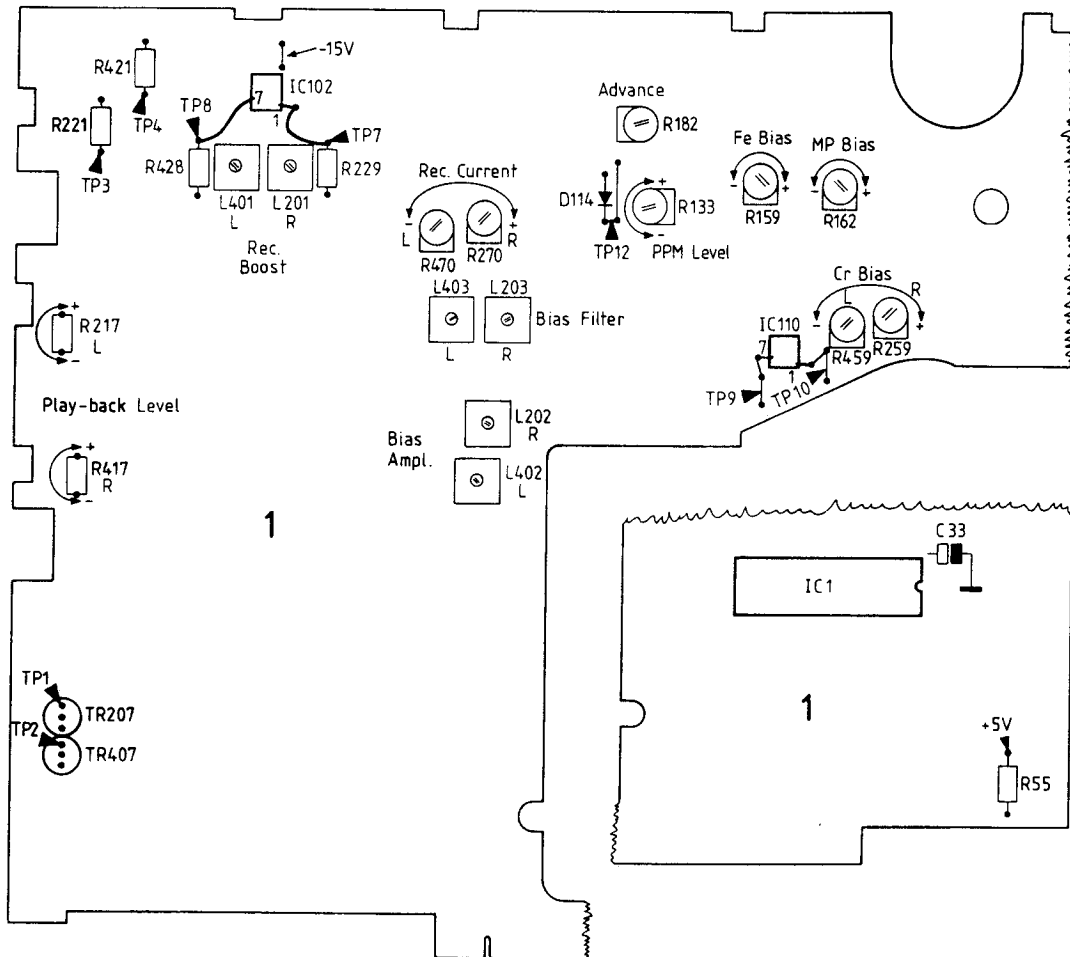 -15V
R421
IC102
7
1
TP8
TP4
R221
TP3
TP7
R428
R229
L401
L
L201
R
Rec.
Boost
Advance
R182
Rec. Current
-
+
L
R
R470
R270
D114
+
-
R133
TP12
PPM Level
Fe Bias
-
+
R159
MP Bias
-
+
R162
L403
L203
Bias Filter
L
R
Cr Bias
L
R
-
+
IC110
7
1
R459
R259
TP9
TP10
+
R217
L
-
Play-back Level
+
R417
R
-
L202
R
Bias
Ampl.
L402
L
1
C33
IC1
1
TP1
TR207
TP2
TR407
+5V
R55